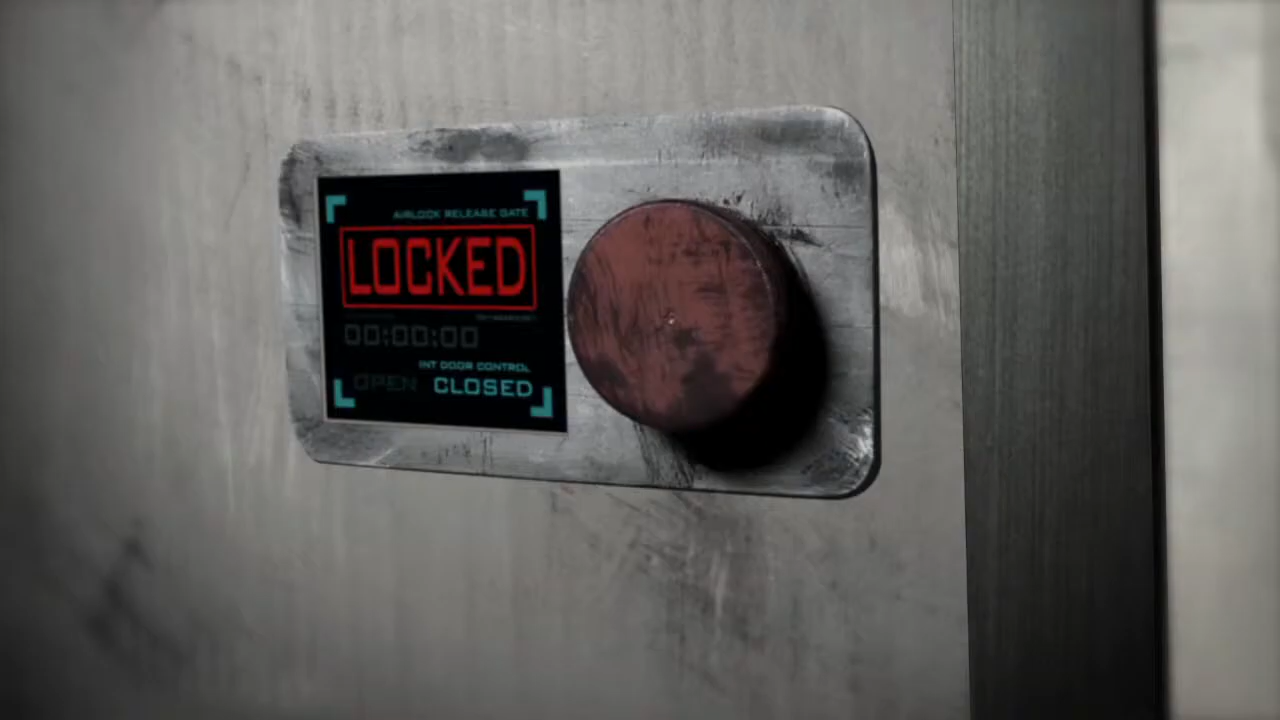 AIRLOCK RELEASE GATE
LOCKED
00:00:00
INT DOOR CONTROL
OPEN CLOSED